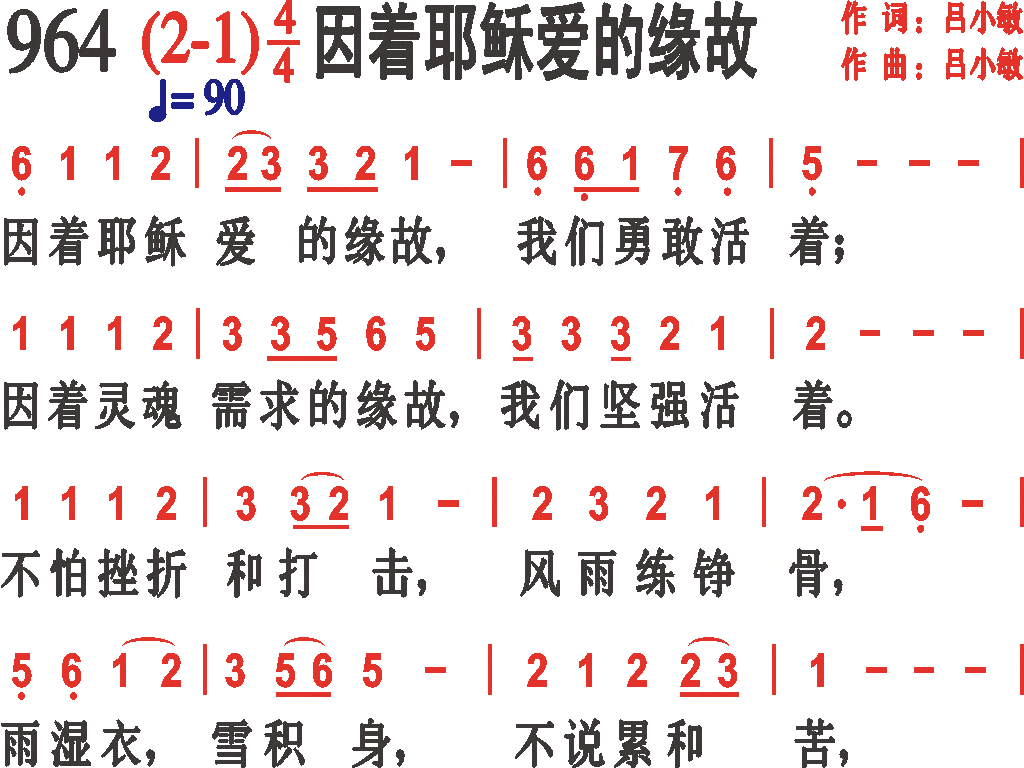 964 (2-1) 4/4 因着耶稣爱的缘故 作 词：吕小敏
♩=90 作 曲：吕小敏
6̣ 1 1 2 | 2 3 3 2 1 - | 6̣ 6̣ 1 7̣ 6̣ | 5̣ - - - |
因着耶稣 爱 的缘故， 我们勇敢活 着；
1 1 1 2 | 3 3 5 6 5 | 3 3 3 2 1 | 2 - - - |
因着灵魂 需求的缘故，我们坚强活 着。
1 1 1 2 | 3 3 2 1 - | 2 3 2 1 | 2 · 1 6̣ - |
不怕挫折 和打 击， 风雨练铮 骨，
5̣ 6̣ 1 2 | 3 5 6 5 - | 2 1 2 2 3 | 1 - - - |
雨湿衣， 雪积 身， 不说累和 苦，